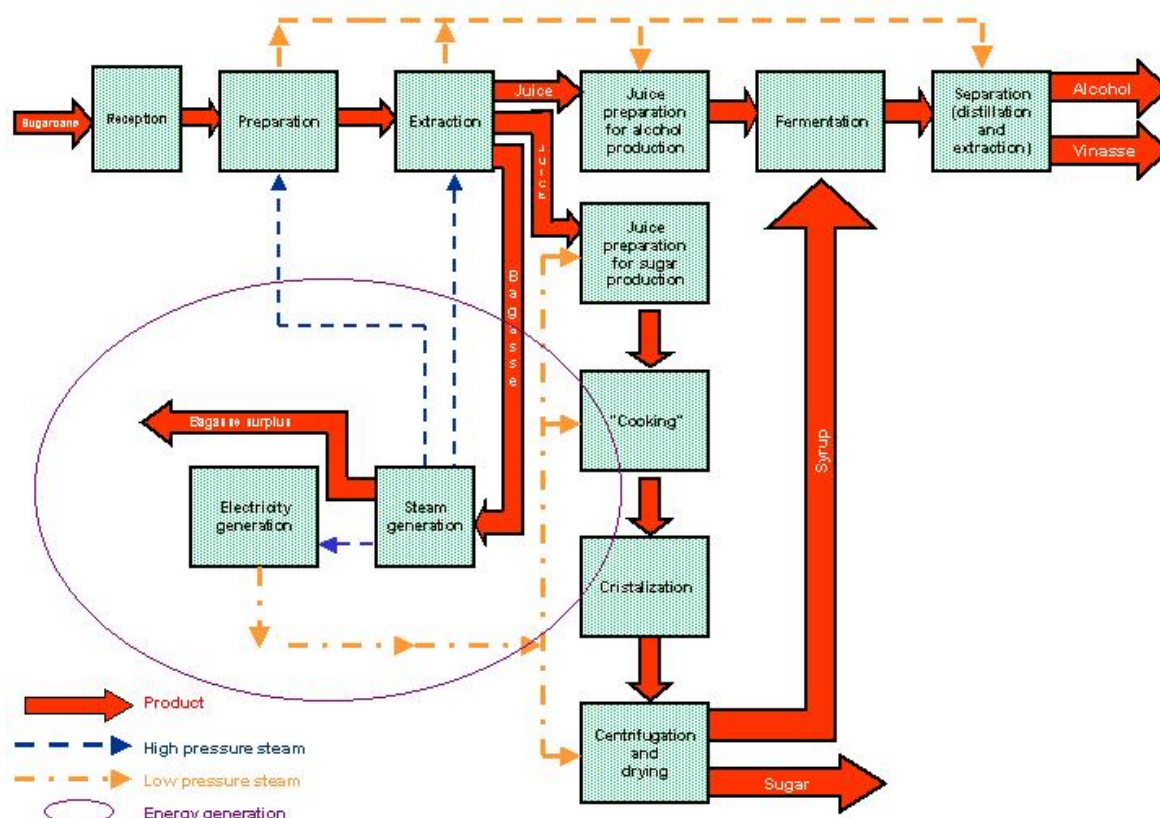 Sugarcane
Reception
Preparation
Extraction
Juice
Juice
preparation
for alcohol
production
Fermentation
Separation
(distillation
and
extraction)
Alcohol
Vinasse
Juice
Juice
preparation
for sugar
production
Bagasse
"Cooking"
Syrup
Bagasse surplus
Electricity
generation
Steam
generation
Cristalization
Centrifugation
and
drying
Sugar
Product
High pressure steam
Low pressure steam
Energy generation